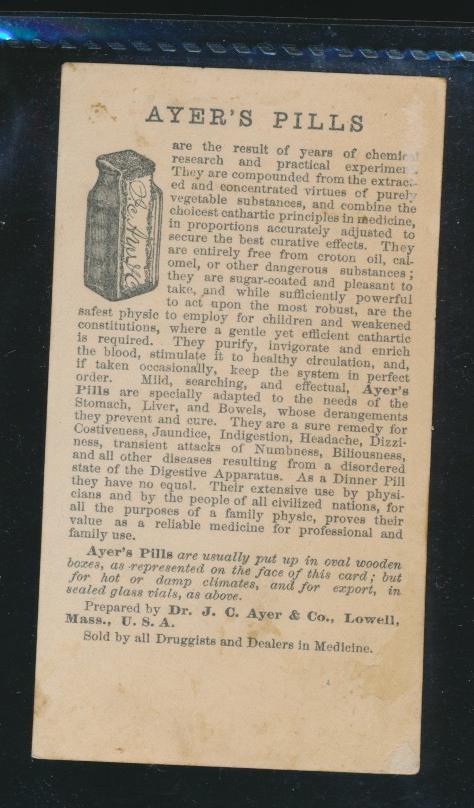 AYER'S PILLS
are the result of years of chemical
research and practical experiment.
They are compounded from the extract-
ed and concentrated virtues of purely
vegetable substances, and combine the
choicest cathartic principles in medicine,
in proportions accurately adjusted to
secure the best curative effects. They
are entirely free from croton oil, cal-
omel, or other dangerous substances;
they are sugar-coated and pleasant to
take, and while sufficiently powerful
to act upon the most robust, are the
safest physic to employ for children and weakened
constitutions, where a gentle yet efficient cathartic
is required. They purify, invigorate and enrich
the blood, stimulate it to healthy circulation, and,
if taken occasionally, keep the system in perfect
order. Mild, searching, and effectual, Ayer's
Pills are specially adapted to the needs of the
Stomach, Liver, and Bowels, whose derangements
they prevent and cure. They are a sure remedy for
Costiveness, Jaundice, Indigestion, Headache, Dizzi-
ness, transient attacks of Numbness, Biliousness,
and all other diseases resulting from a disordered
state of the Digestive Apparatus. As a Dinner Pill
they have no equal. Their extensive use by physi-
cians and by the people of all civilized nations, for
all the purposes of a family physic, proves their
value as a reliable medicine for professional and
family use.
Ayer's Pills are usually put up in oval wooden
boxes, as represented on the face of this card; but
for hot or damp climates, and for export, in
sealed glass vials, as above.
Prepared by Dr. J. C. Ayer & Co., Lowell,
Mass., U. S. A.
Sold by all Druggists and Dealers in Medicine.